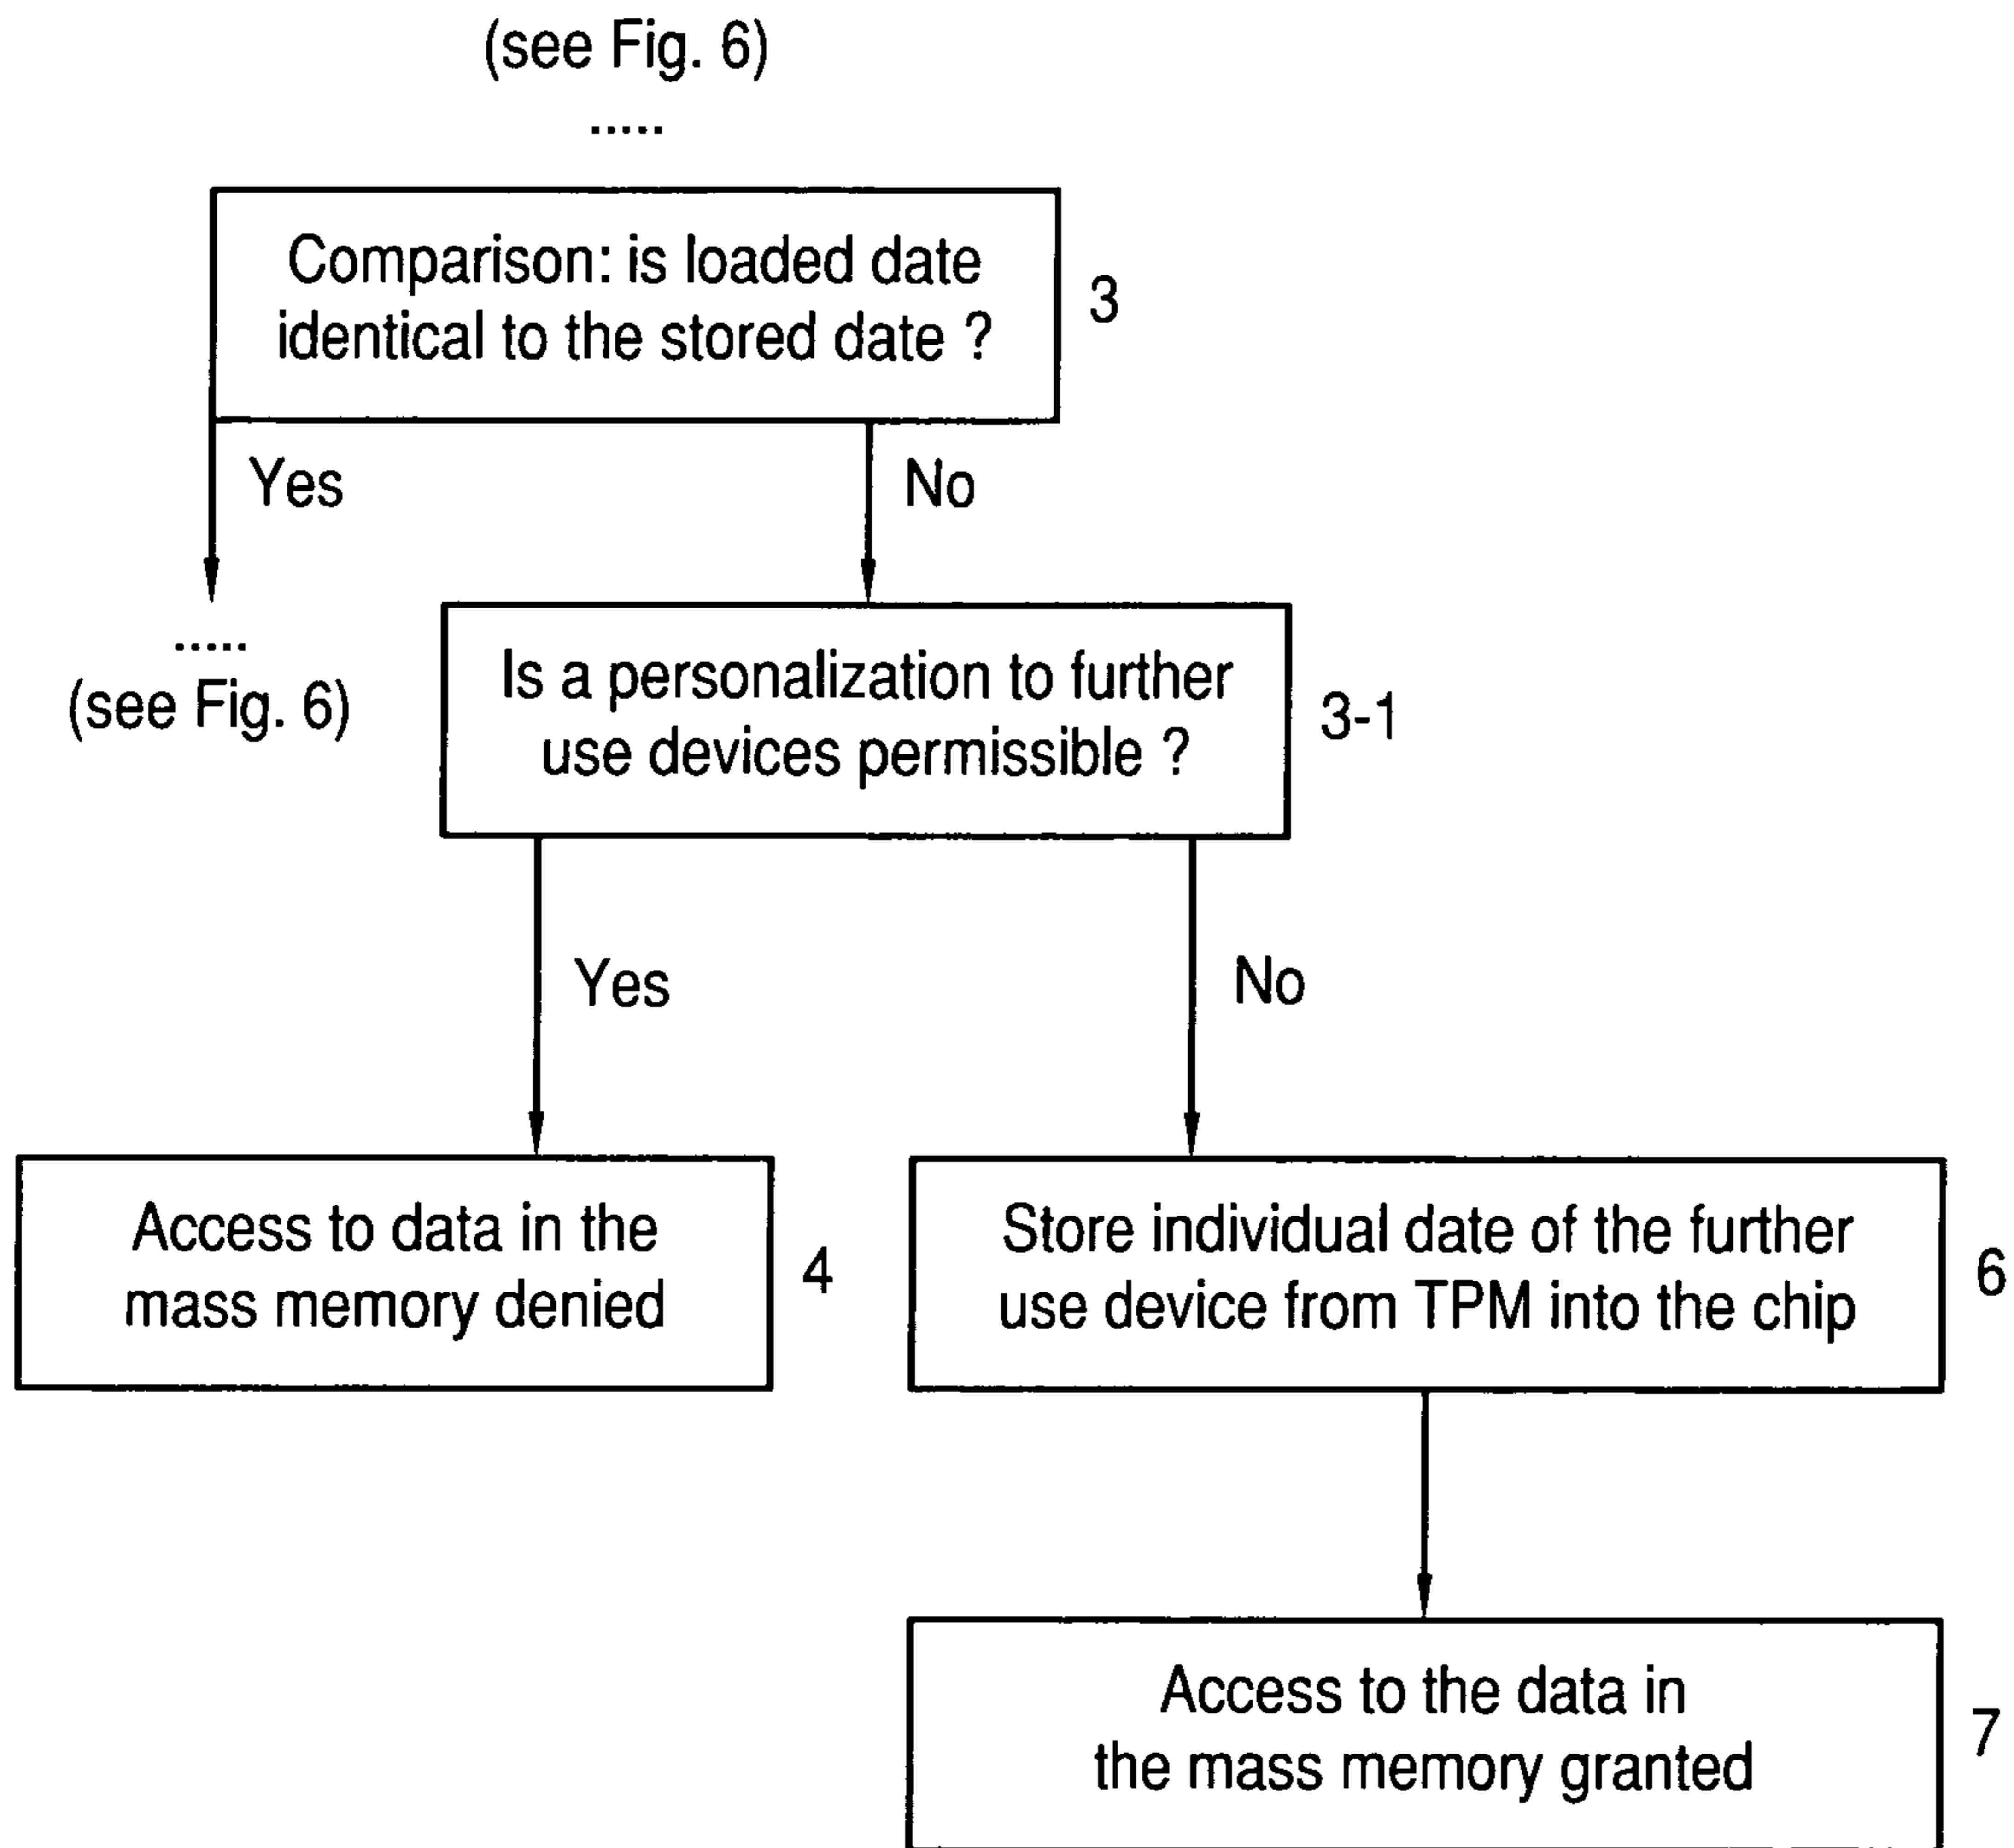 (see Fig. 6)
.....
Comparison: is loaded date
identical to the stored date ?
3
Yes
No
.....
(see Fig. 6)
Is a personalization to further
use devices permissible ?
3-1
Yes
No
Access to data in the
mass memory denied
4
Store individual date of the further
use device from TPM into the chip
6
Access to the data in
the mass memory granted
7